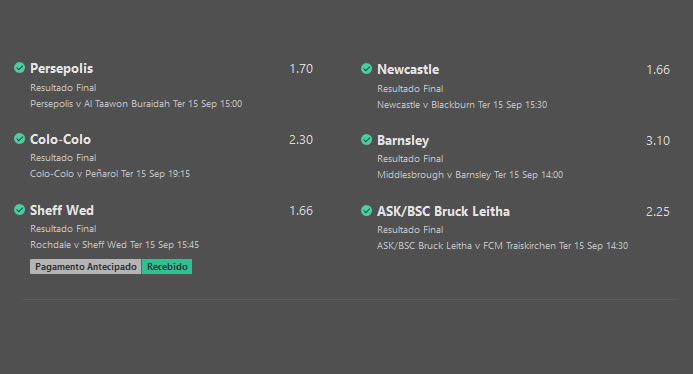 Persepolis 1.70
Resultado Final
Persepolis v Al Taawon Buraidah Ter 15 Sep 15:00
Colo-Colo 2.30
Resultado Final
Colo-Colo v Peñarol Ter 15 Sep 19:15
Sheff Wed 1.66
Resultado Final
Rochdale v Sheff Wed Ter 15 Sep 15:45
Pagamento Antecipado Recebido
Newcastle 1.66
Resultado Final
Newcastle v Blackburn Ter 15 Sep 15:30
Barnsley 3.10
Resultado Final
Middlesbrough v Barnsley Ter 15 Sep 14:00
ASK/BSC Bruck Leitha 2.25
Resultado Final
ASK/BSC Bruck Leitha v FCM Traiskirchen Ter 15 Sep 14:30